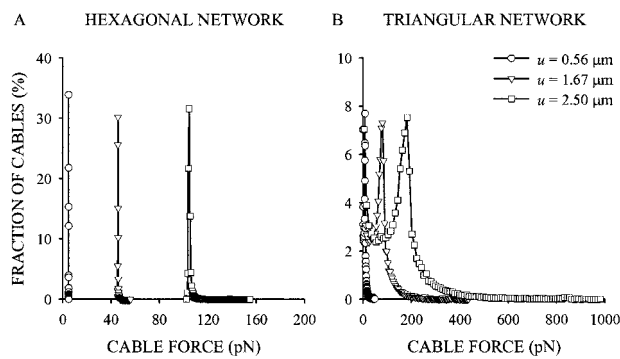 A HEXAGONAL NETWORK
B TRIANGULAR NETWORK
FRACTION OF CABLES (%)
40
30
20
10
0
0 40 80 120 160 200
CABLE FORCE (pN)
10
8
6
4
2
0
u = 0.56 μm
u = 1.67 μm
u = 2.50 μm
0 200 400 600 800 1000
CABLE FORCE (pN)